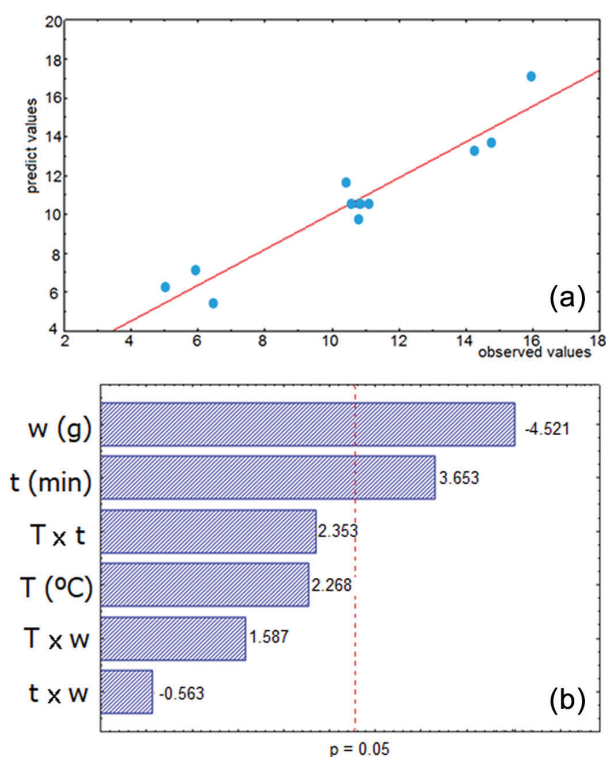 20
18
16
14
12
10
8
6
4
predict values
2 4 6 8 10 12 14 16 18
observed values
(a)
w (g) -4.521
t (min) 3.653
T x t 2.353
T (ºC) 2.268
T x w 1.587
t x w -0.563
(b)
p = 0.05